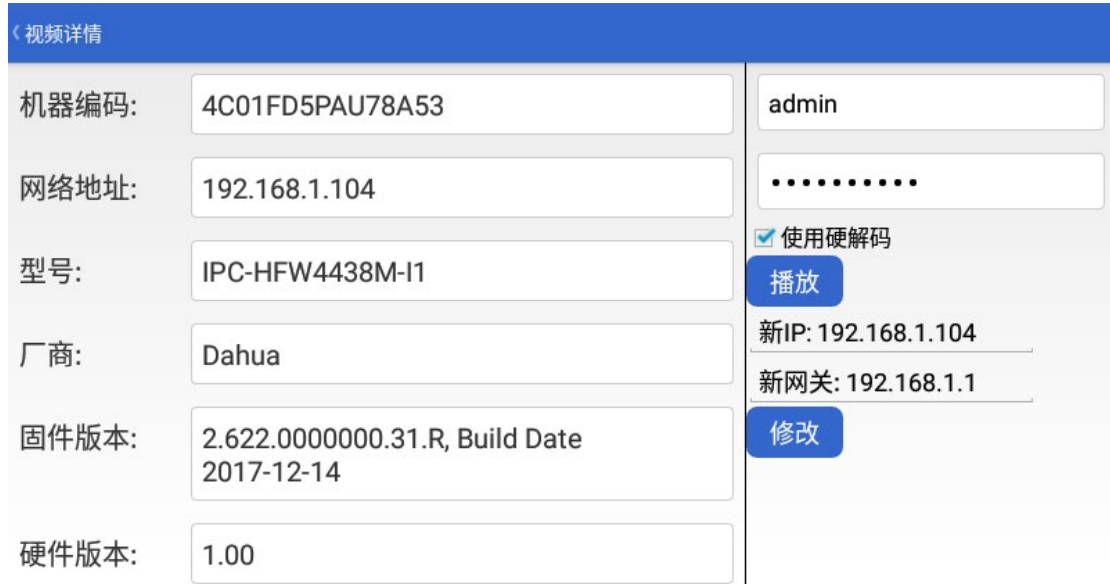 《 视频详情
机器编码: 4C01FD5PAU78A53
网络地址: 192.168.1.104
型号: IPC-HFW4438M-I1
厂商: Dahua
固件版本: 2.622.0000000.31.R, Build Date
2017-12-14
硬件版本: 1.00
admin
••••••••••
使用硬解码
播放
新IP: 192.168.1.104
新网关: 192.168.1.1
修改